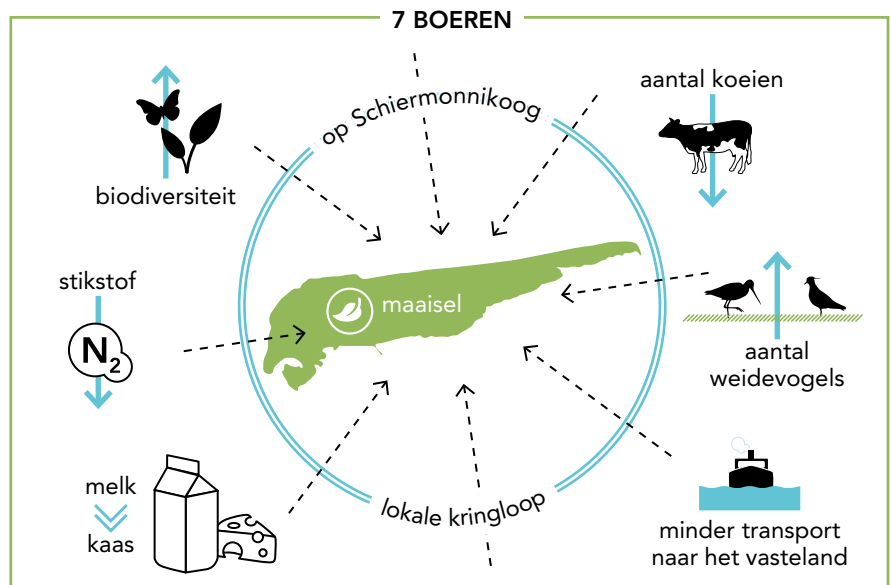 7 BOEREN
op Schiermonnikoog
aantal koeien
biodiversiteit
stikstof
N2
maaisel
aantal
weidevogels
melk
kaas
lokale kringloop
minder transport
naar het vasteland